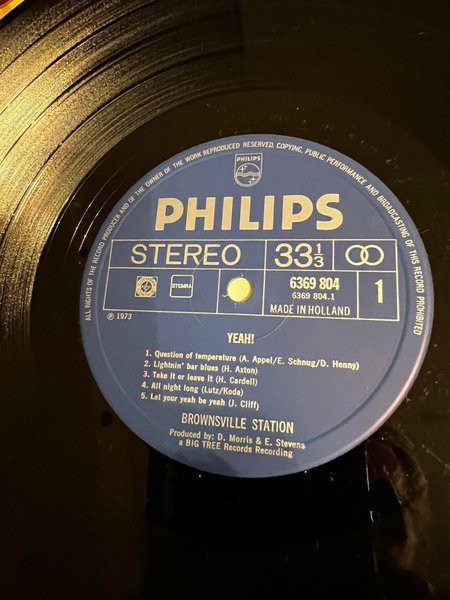 ALL RIGHTS OF THE RECORD PRODUCER AND OF THE OWNER OF THE WORK REPRODUCED RESERVED. COPYING, PUBLIC PERFORMANCE AND BROADCASTING OF THIS RECORD PROHIBITED
PHILIPS
PHILIPS
STEREO 33 1/3
STEMRA
6369 804
6369 804.1
1
MADE IN HOLLAND
℗ 1973
YEAH!
1. Question of temperature (A. Appel/E. Schnug/D. Henny)
2. Lightnin' bar blues (H. Axton)
3. Take it or leave it (H. Cardell)
4. All night long (Lutz/Koda)
5. Let your yeah be yeah (J. Cliff)
BROWNSVILLE STATION
Produced by: D. Morris & E. Stevens
a BIG TREE Records Recording